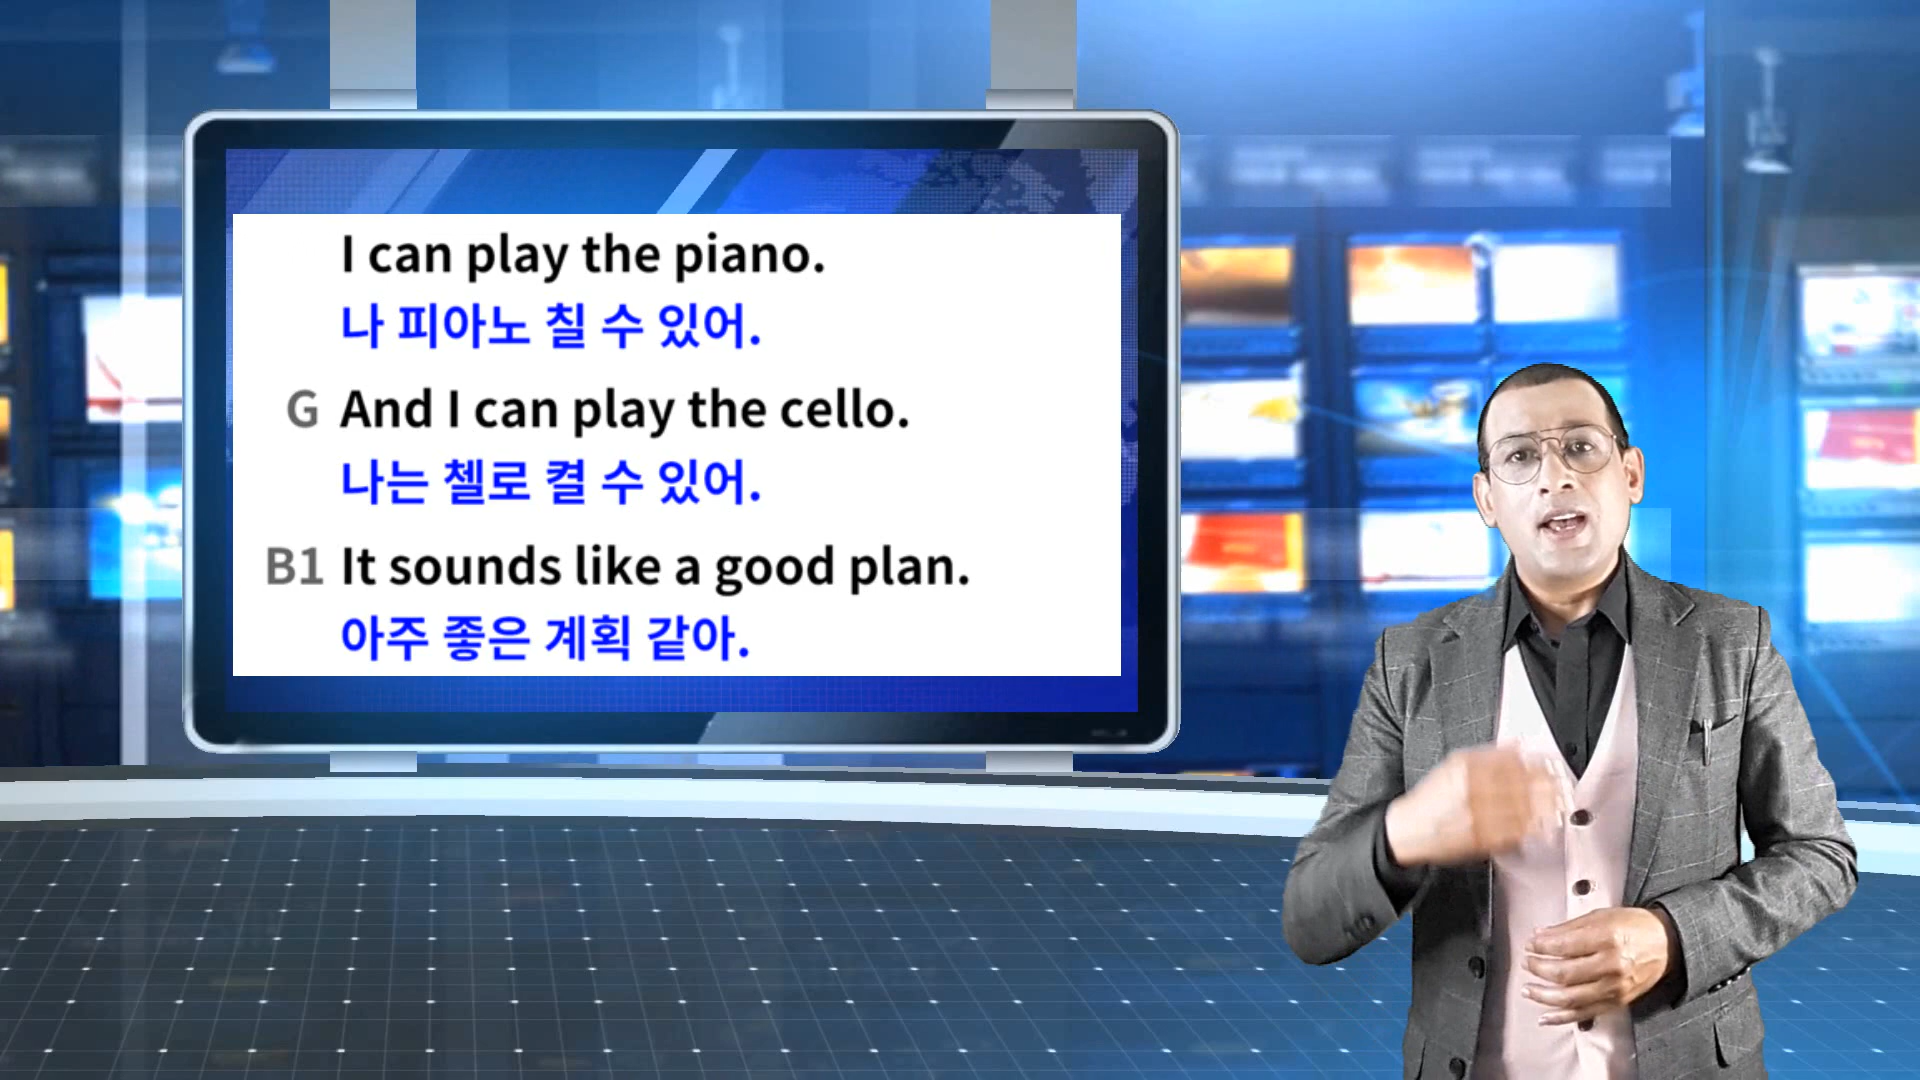 I can play the piano.
나 피아노 칠 수 있어.
G And I can play the cello.
나는 첼로 켤 수 있어.
B1 It sounds like a good plan.
아주 좋은 계획 같아.